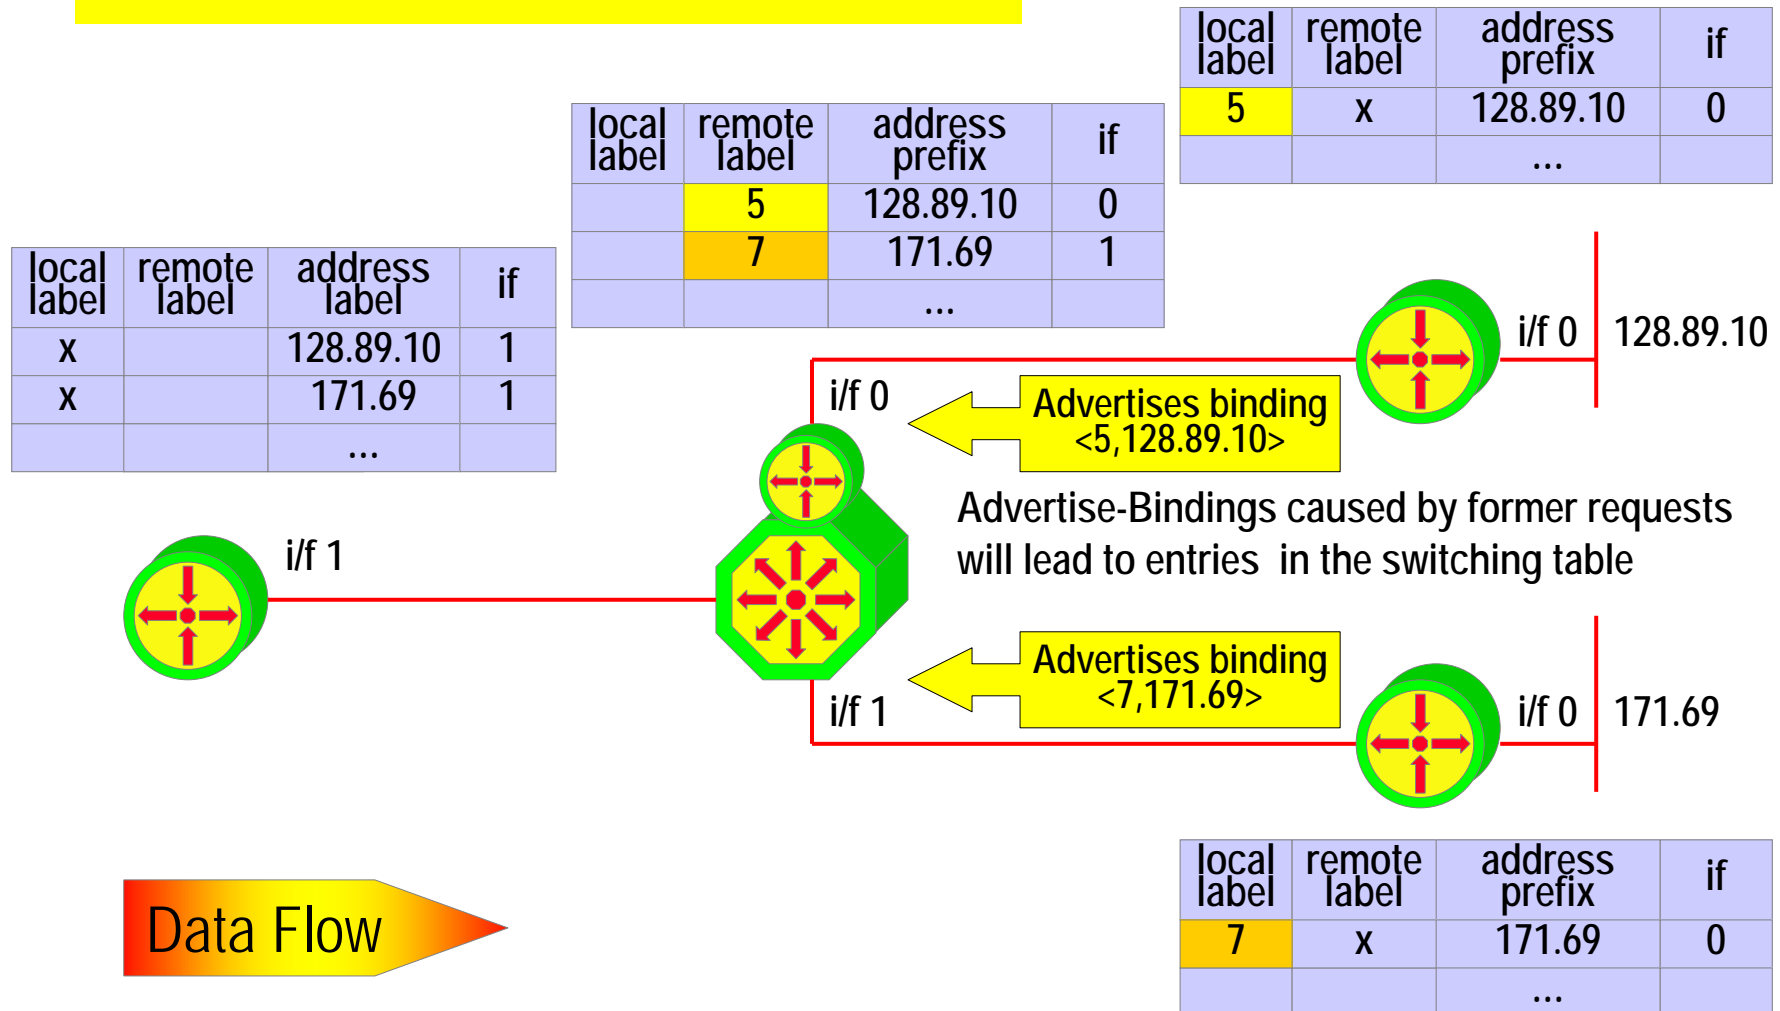 local label remote label address prefix if
5 x 128.89.10 0
...
local label remote label address prefix if
5 128.89.10 0
7 171.69 1
...
local label remote label address label if
x 128.89.10 1
x 171.69 1
...
i/f 0 128.89.10
i/f 0
Advertises binding
<5,128.89.10>
Advertise-Bindings caused by former requests
will lead to entries in the switching table
i/f 1
Advertises binding
<7,171.69>
i/f 1
i/f 0 171.69
local label remote label address prefix if
7 x 171.69 0
...
Data Flow